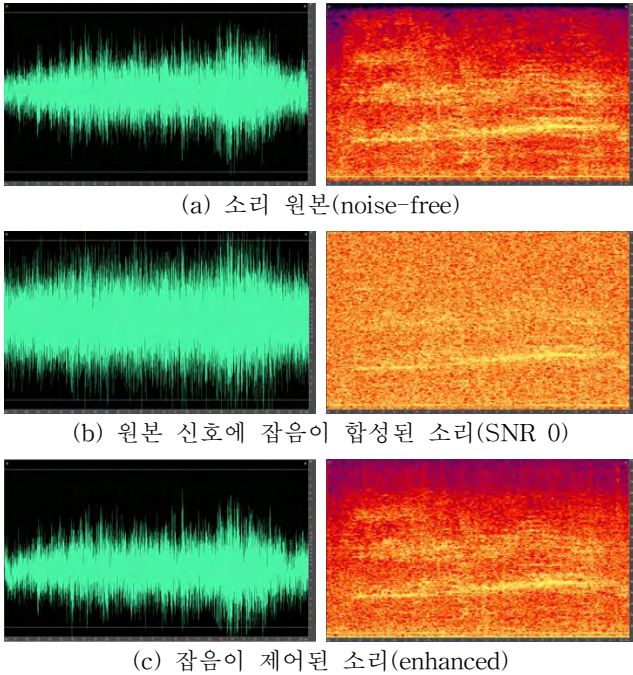 (a) 소리 원본(noise-free)
(b) 원본 신호에 잡음이 합성된 소리(SNR 0)
(c) 잡음이 제어된 소리(enhanced)